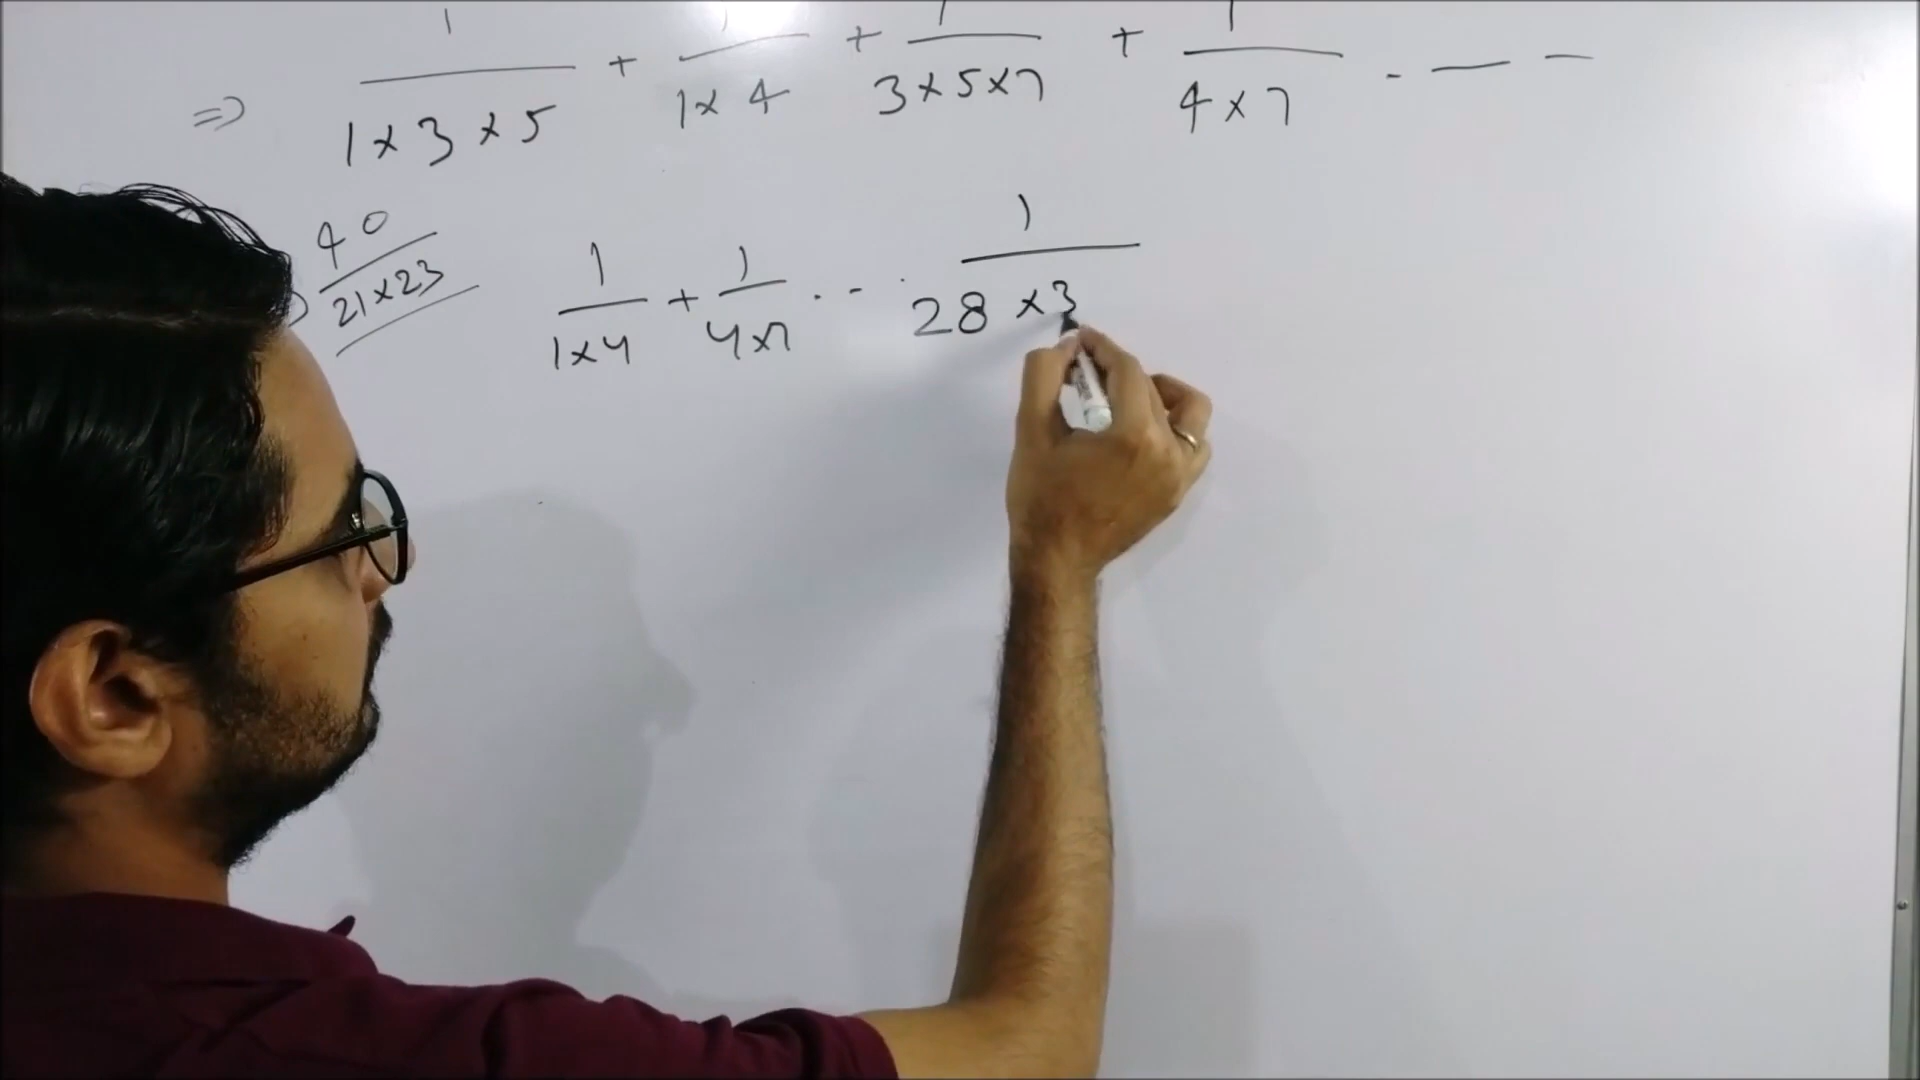 ⇒ 1/(1×3×5) + 1/(1×4) + 1/(3×5×7) + 1/(4×7) . — —
40/(21×23)
1/(1×4) + 1/(4×7) . - - . 1/(28×3